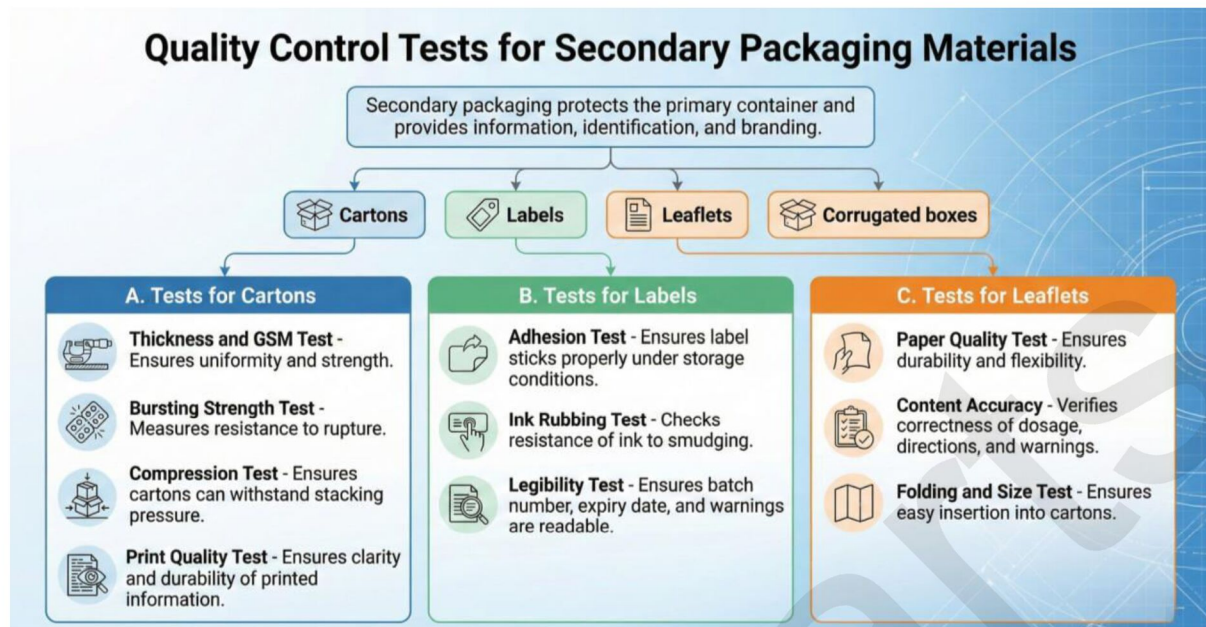 Quality Control Tests for Secondary Packaging Materials
Secondary packaging protects the primary container and
provides information, identification, and branding.
Cartons
Labels
Leaflets
Corrugated boxes
A. Tests for Cartons
Thickness and GSM Test -
Ensures uniformity and strength.
Bursting Strength Test -
Measures resistance to rupture.
Compression Test - Ensures
cartons can withstand stacking
pressure.
Print Quality Test - Ensures clarity
and durability of printed
information.
B. Tests for Labels
Adhesion Test - Ensures label
sticks properly under storage
conditions.
Ink Rubbing Test - Checks
resistance of ink to smudging.
Legibility Test - Ensures batch
number, expiry date, and warnings
are readable.
C. Tests for Leaflets
Paper Quality Test - Ensures
durability and flexibility.
Content Accuracy - Verifies
correctness of dosage,
directions, and warnings.
Folding and Size Test - Ensures
easy insertion into cartons.